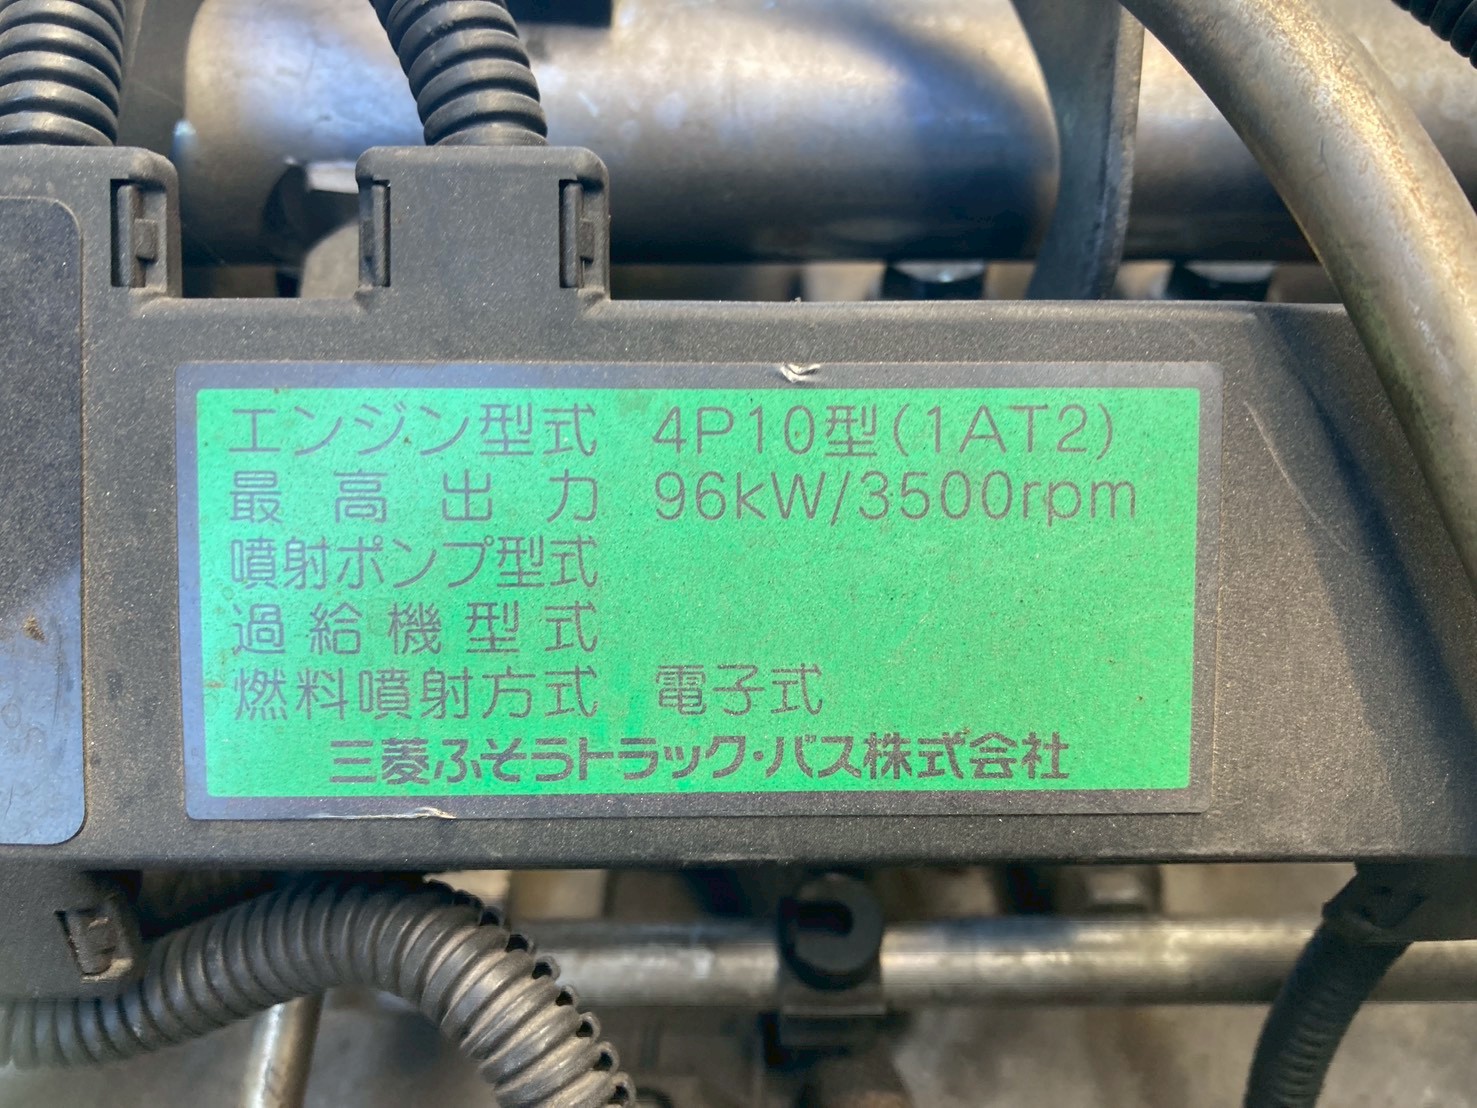 エンジン型式 4P10型(1AT2)
最高出力 96kW/3500rpm
噴射ポンプ型式
過給機型式
燃料噴射方式 電子式
三菱ふそうトラック・バス株式会社